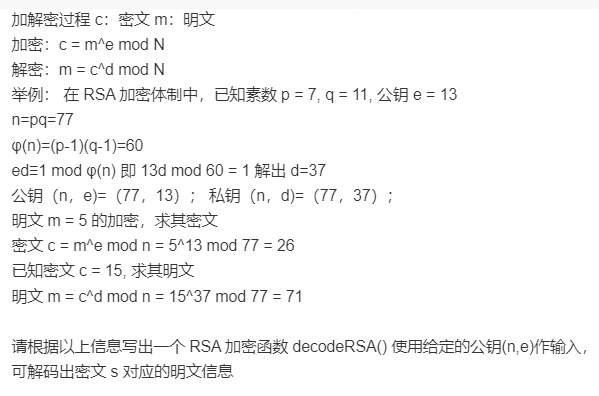 加解密过程 c：密文 m：明文
加密：c = m^e mod N
解密：m = c^d mod N
举例： 在 RSA 加密体制中，已知素数 p = 7, q = 11, 公钥 e = 13
n=pq=77
φ(n)=(p-1)(q-1)=60
ed≡1 mod φ(n) 即 13d mod 60 = 1 解出 d=37
公钥（n，e）=（77，13）； 私钥（n，d）=（77，37）；
明文 m = 5 的加密，求其密文
密文 c = m^e mod n = 5^13 mod 77 = 26
已知密文 c = 15, 求其明文
明文 m = c^d mod n = 15^37 mod 77 = 71
请根据以上信息写出一个 RSA 加密函数 decodeRSA() 使用给定的公钥(n,e)作输入，
可解码出密文 s 对应的明文信息